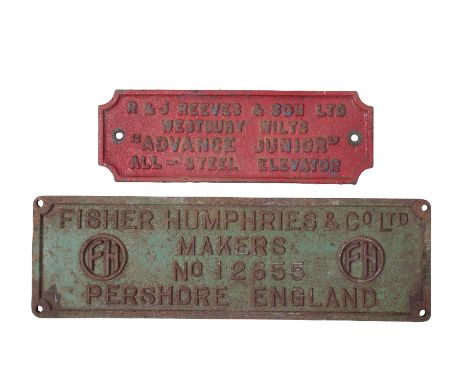 R & J REEVES & SON LTD
WESTBURY WILTS
"ADVANCE JUNIOR"
ALL - STEEL ELEVATOR
FISHER HUMPHRIES & Co LTD
MAKERS
FH
FH
No 12655
PERSHORE ENGLAND